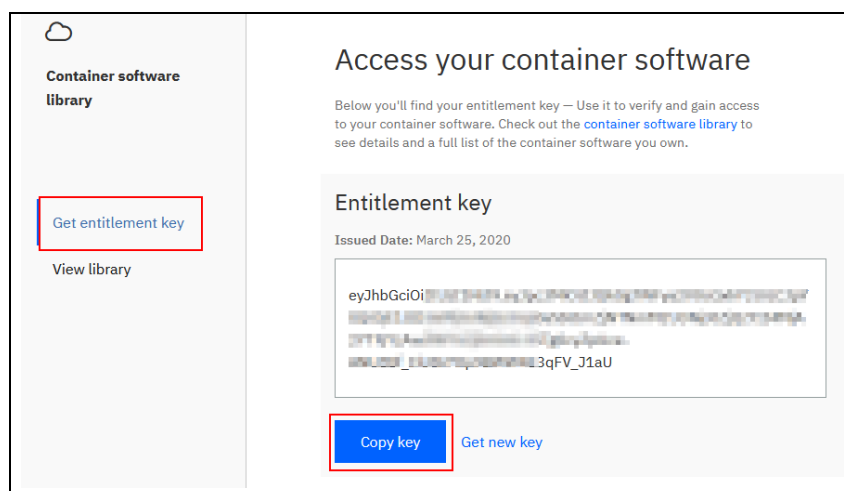 Container software
library
Get entitlement key
View library
Access your container software
Below you'll find your entitlement key — Use it to verify and gain access
to your container software. Check out the container software library to
see details and a full list of the container software you own.
Entitlement key
Issued Date: March 25, 2020
eyJhbGciOi
3qFV_J1aU
Copy key
Get new key